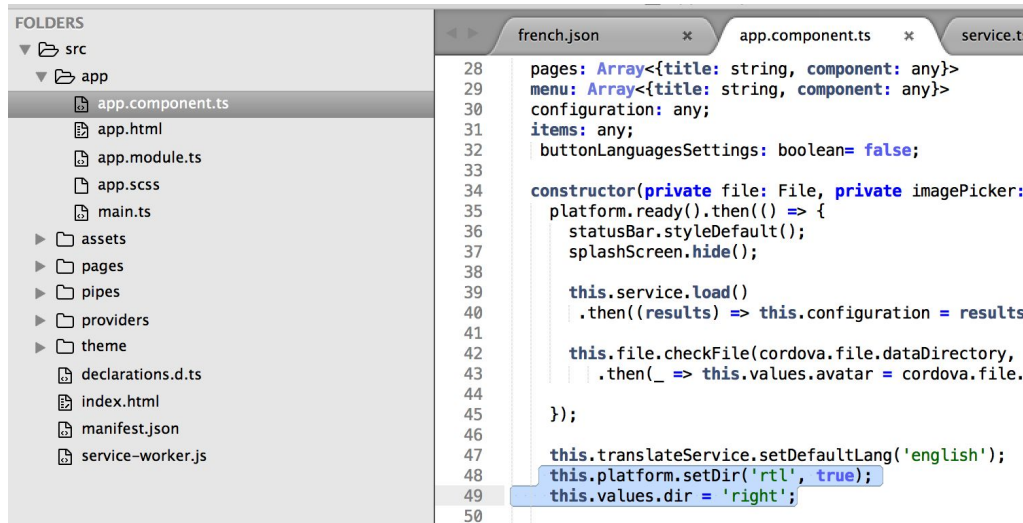 FOLDERS
src
app
app.component.ts
app.html
app.module.ts
app.scss
main.ts
assets
pages
pipes
providers
theme
declarations.d.ts
index.html
manifest.json
service-worker.js
french.json × app.component.ts × service.ts
28 pages: Array<{title: string, component: any}>
29 menu: Array<{title: string, component: any}>
30 configuration: any;
31 items: any;
32 buttonLanguagesSettings: boolean= false;
33
34 constructor(private file: File, private imagePicker:
35 platform.ready().then(() => {
36 statusBar.styleDefault();
37 splashScreen.hide();
38
39 this.service.load()
40 .then((results) => this.configuration = results
41
42 this.file.checkFile(cordova.file.dataDirectory,
43 .then(_ => this.values.avatar = cordova.file.
44
45 });
46
47 this.translateService.setDefaultLang('english');
48 this.platform.setDir('rtl', true);
49 this.values.dir = 'right';
50